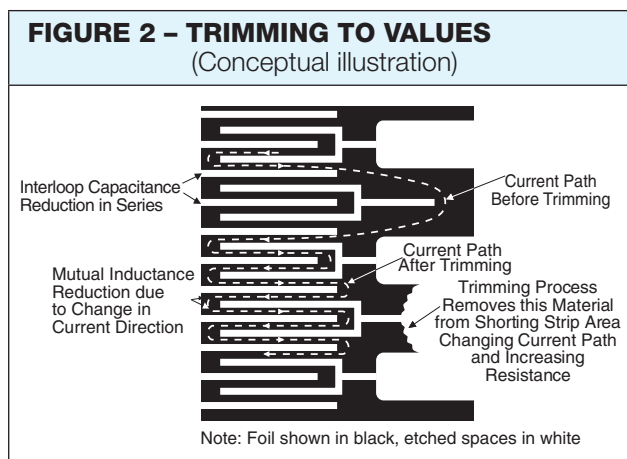 FIGURE 2 – TRIMMING TO VALUES
(Conceptual illustration)
Interloop Capacitance
Reduction in Series
Current Path
Before Trimming
Mutual Inductance
Reduction due
to Change in
Current Direction
Current Path
After Trimming
Trimming Process
Removes this Material
from Shorting Strip Area
Changing Current Path
and Increasing
Resistance
Note: Foil shown in black, etched spaces in white